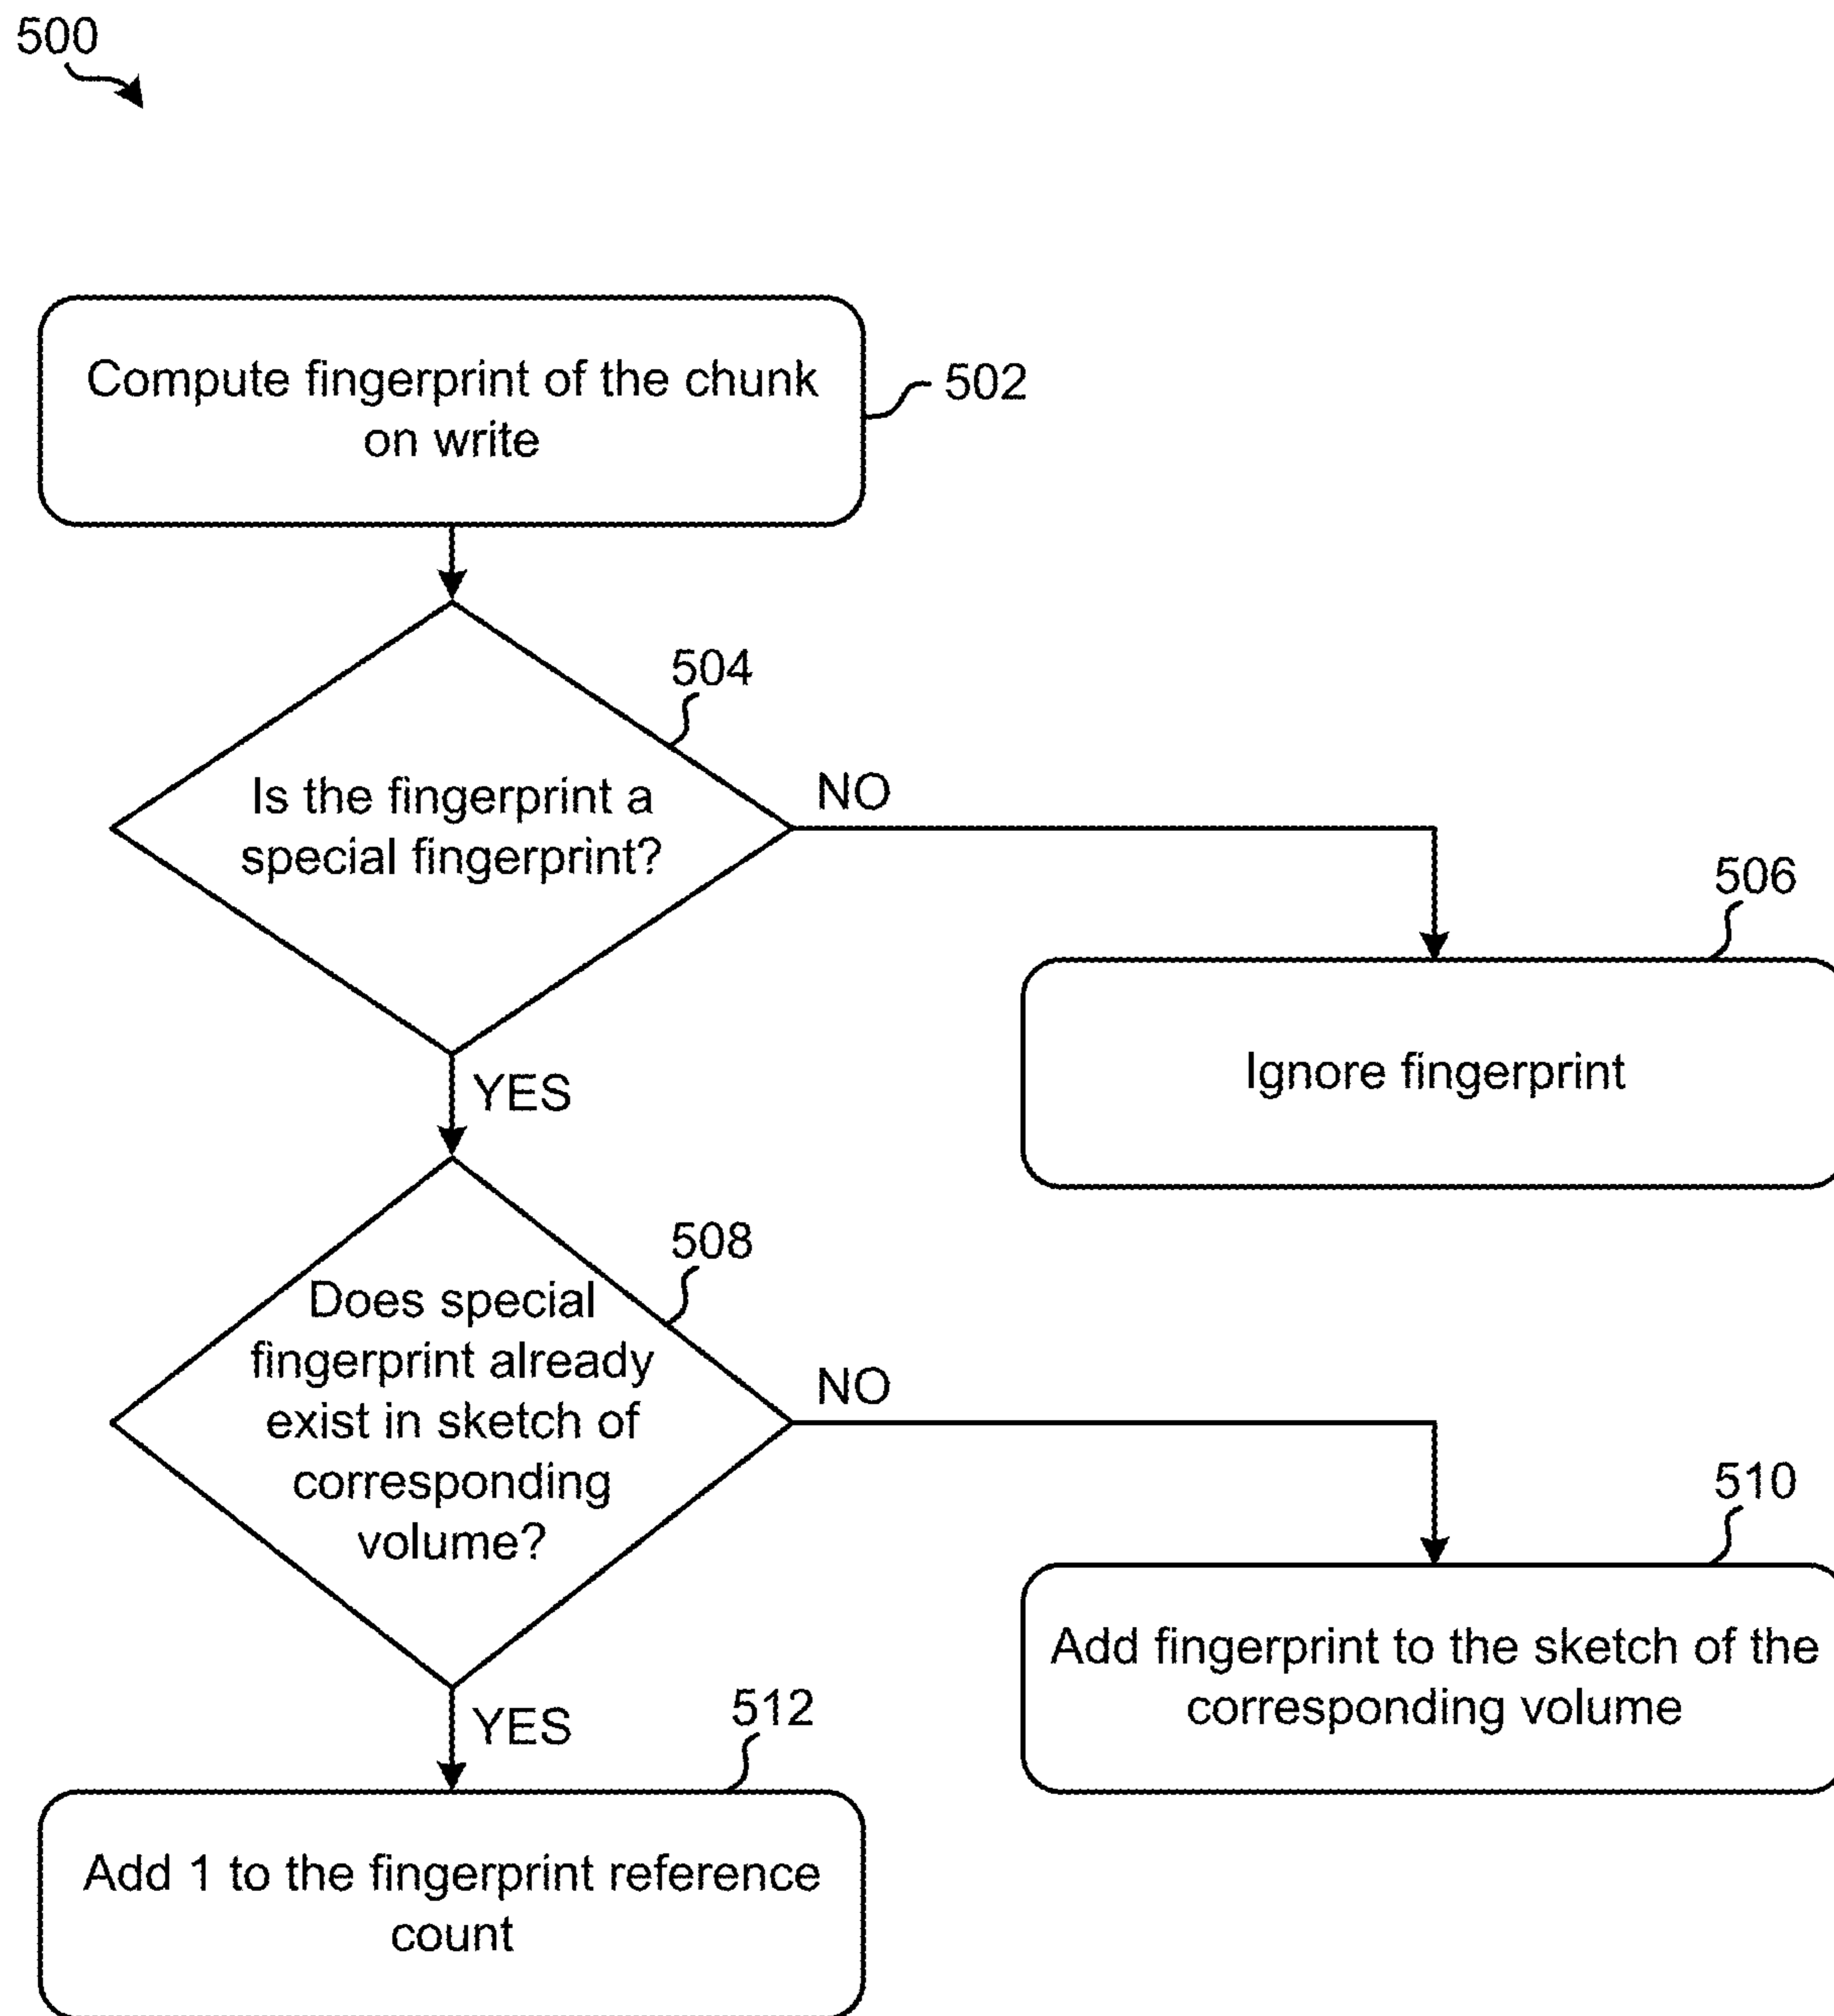 500
Compute fingerprint of the chunk
on write
502
504
Is the fingerprint a
special fingerprint?
NO
506
Ignore fingerprint
YES
508
Does special
fingerprint already
exist in sketch of
corresponding
volume?
NO
510
Add fingerprint to the sketch of the
corresponding volume
YES
512
Add 1 to the fingerprint reference
count